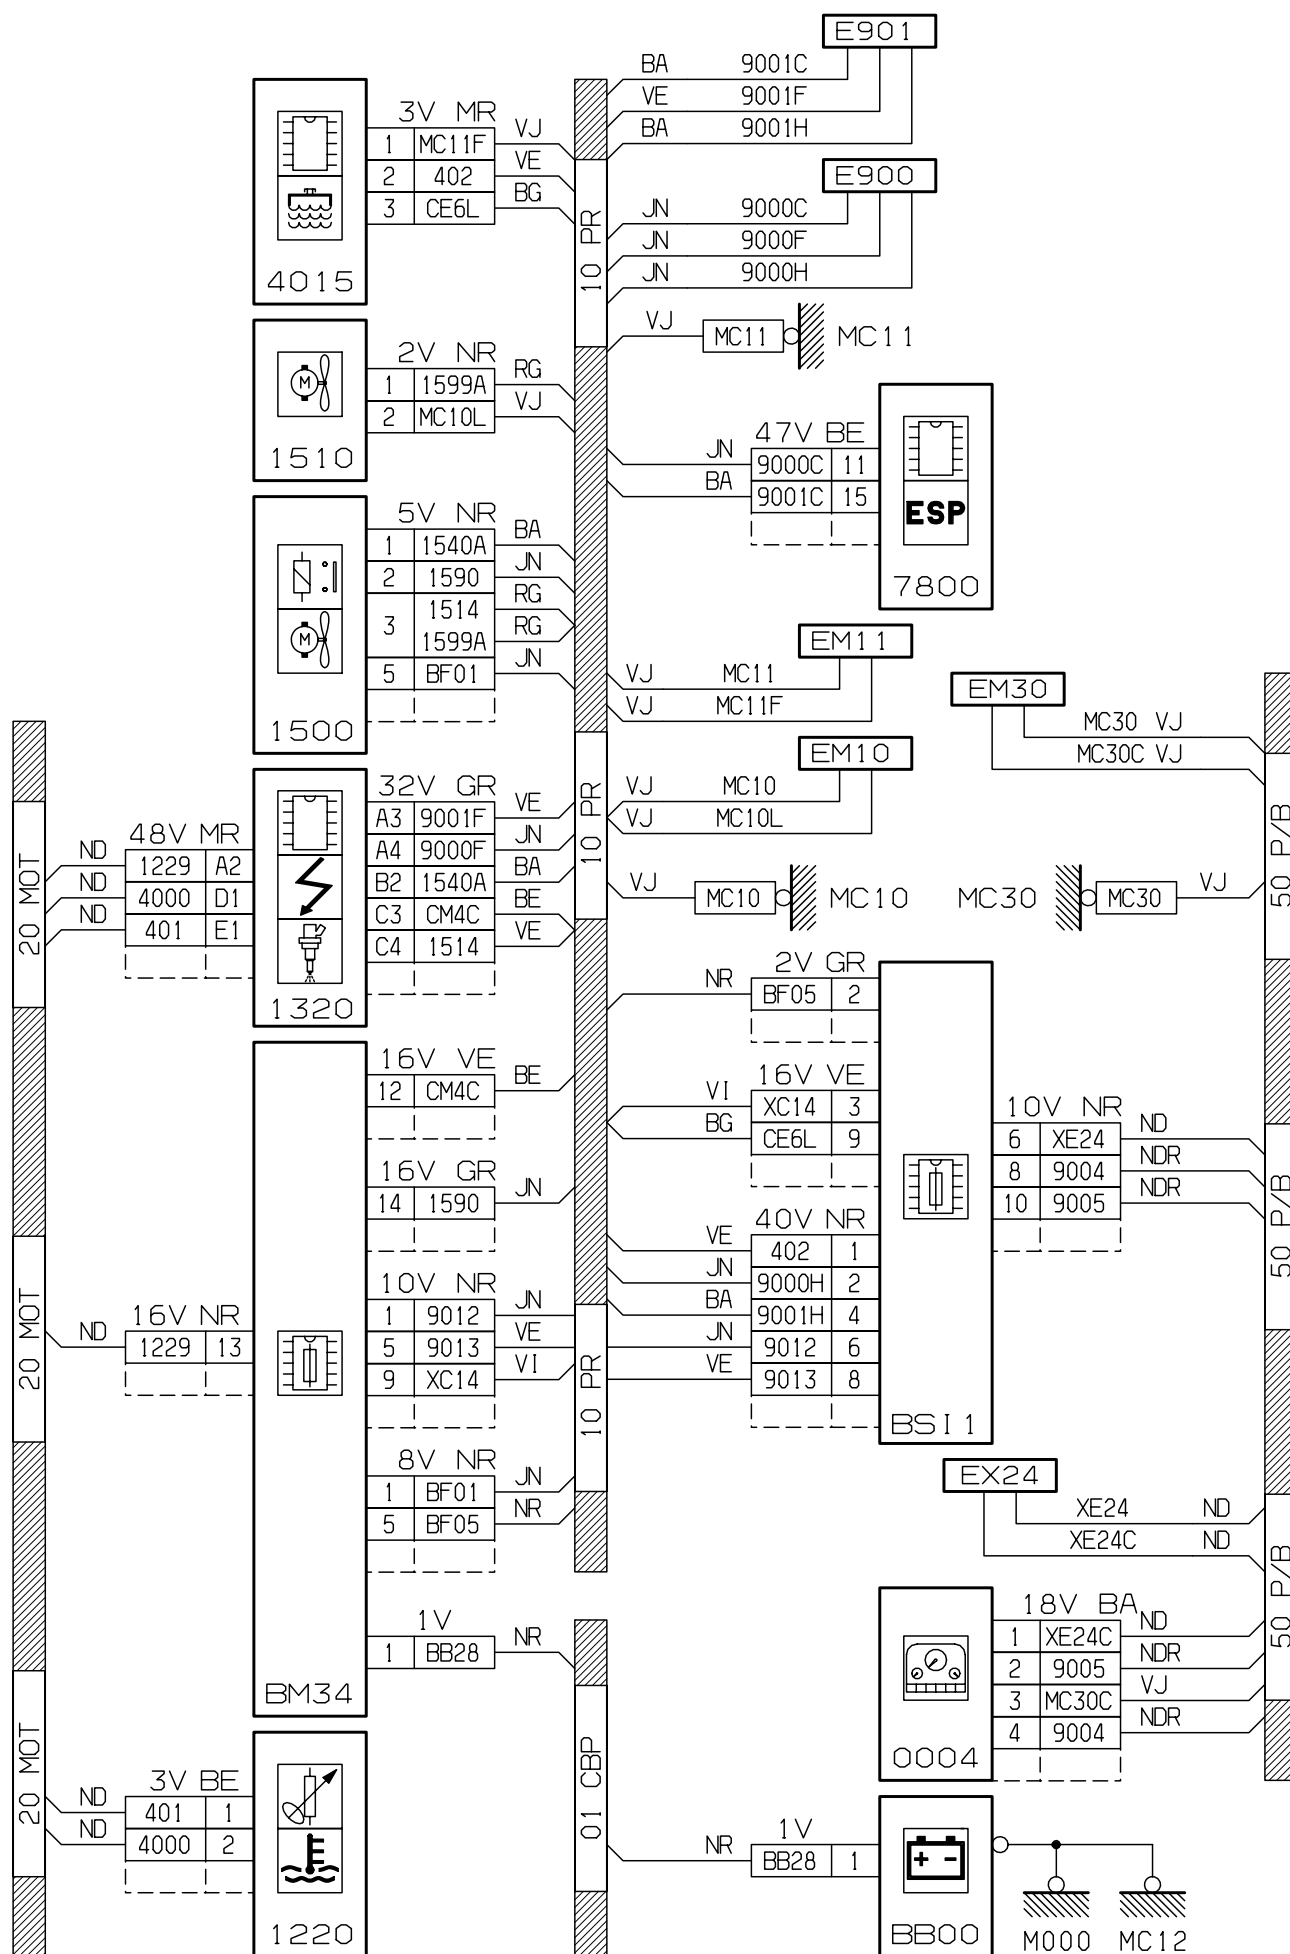 E901
BA 9001C
VE 9001F
BA 9001H
E900
JN 9000C
JN 9000F
JN 9000H
VJ MC11 MC11
3V MR
1 MC11F VJ
2 402 VE
3 CE6L BG
4015
10 PR
2V NR
1 1599A RG
2 MC10L VJ
1510
47V BE
JN 9000C 11
BA 9001C 15
ESP
7800
5V NR
1 1540A BA
2 1590 JN
3 1514 RG
1599A RG
5 BF01 JN
1500
EM11
VJ MC11
VJ MC11F
EM30
MC30 VJ
MC30C VJ
EM10
VJ MC10
VJ MC10L
10 PR
VJ MC10 MC10
MC30 MC30 VJ
50 P/B
20 MOT
48V MR
ND 1229 A2
ND 4000 D1
ND 401 E1
32V GR
A3 9001F VE
A4 9000F JN
B2 1540A BA
C3 CM4C BE
C4 1514 VE
1320
2V GR
NR BF05 2
16V VE
12 CM4C BE
16V VE
VI XC14 3
BG CE6L 9
10V NR
6 XE24 ND
8 9004 NDR
10 9005 NDR
50 P/B
16V GR
14 1590 JN
40V NR
VE 402 1
JN 9000H 2
BA 9001H 4
JN 9012 6
VE 9013 8
BSI1
10V NR
1 9012 JN
5 9013 VE
9 XC14 VI
10 PR
20 MOT
16V NR
ND 1229 13
8V NR
1 BF01 JN
5 BF05 NR
1V
1 BB28 NR
BM34
EX24
XE24 ND
XE24C ND
50 P/B
18V BA
1 XE24C ND
2 9005 NDR
3 MC30C VJ
4 9004 NDR
0004
20 MOT
3V BE
ND 401 1
ND 4000 2
1220
01 CBP
1V
NR BB28 1
+ -
BB00
M000 MC12
M
M